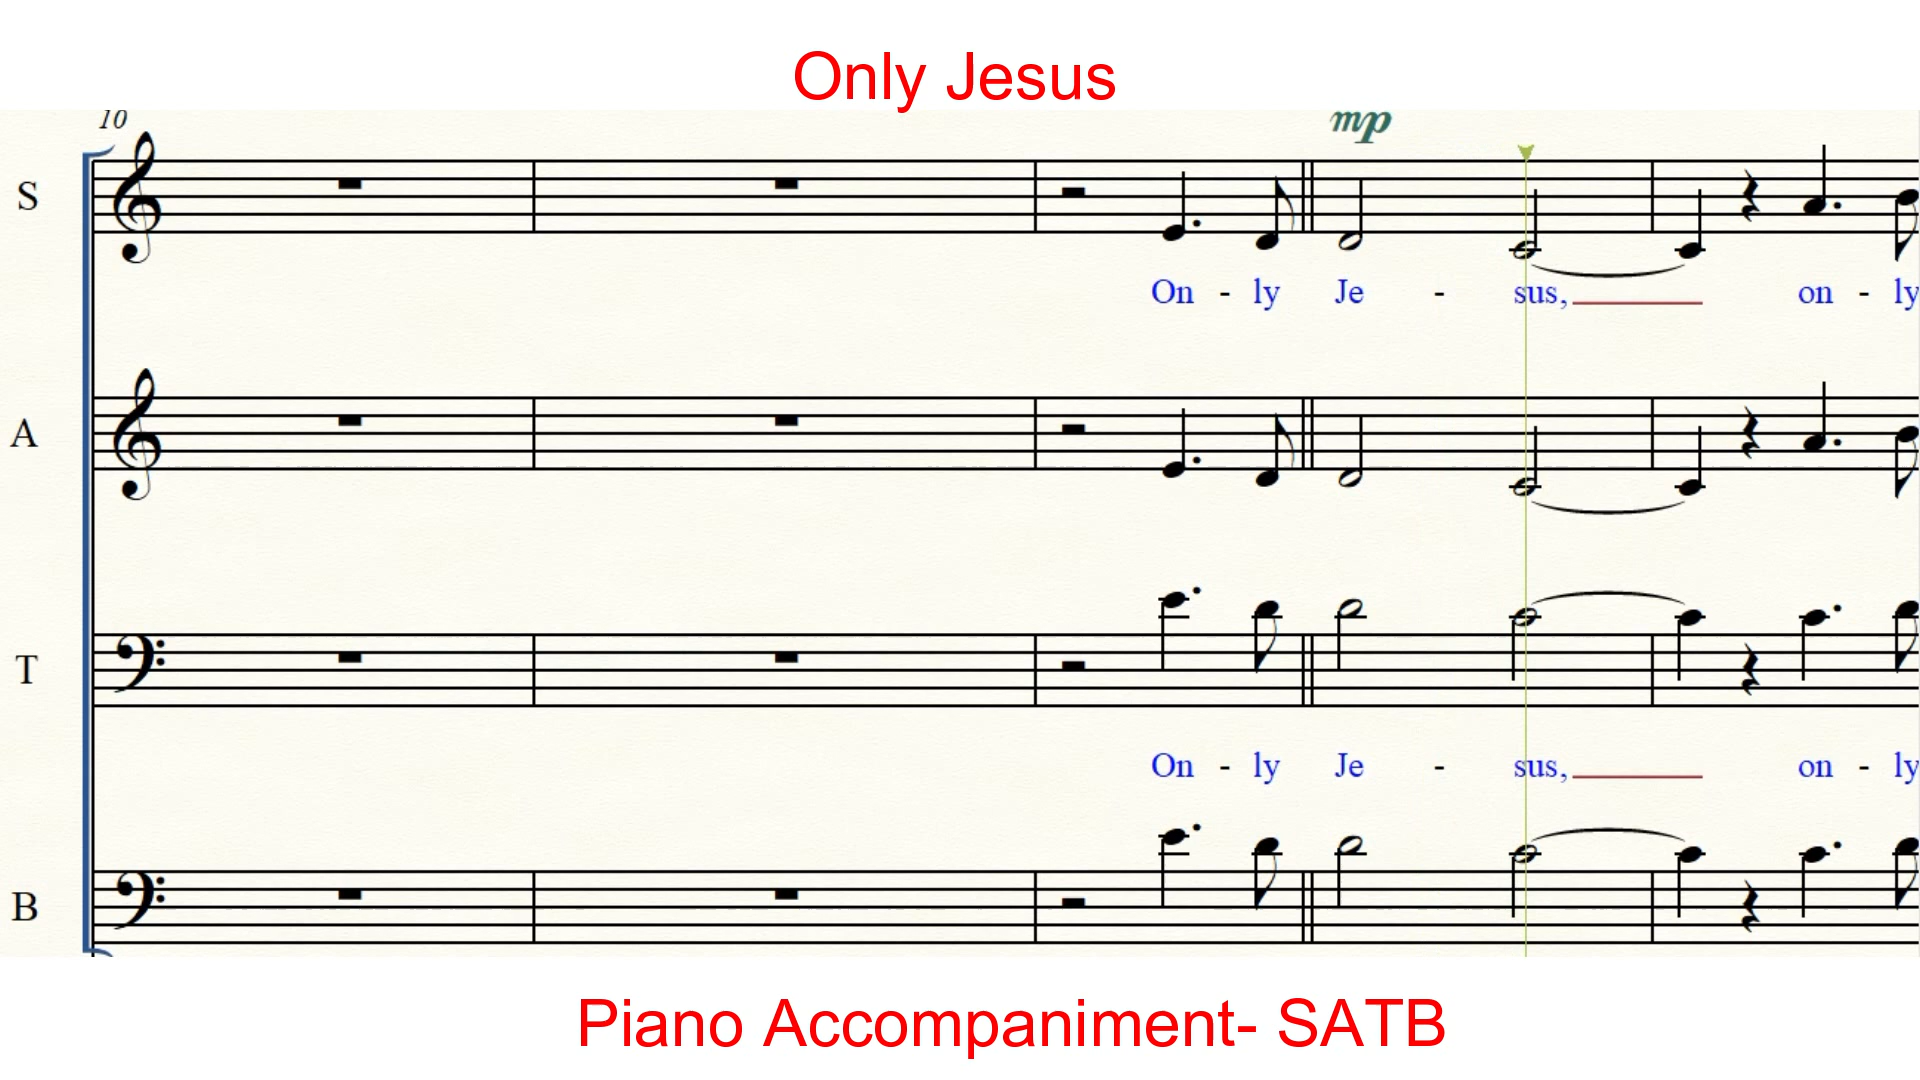 Only Jesus
10
mp
S
On - ly Je - sus, on - ly
A
T
On - ly Je - sus, on - ly
B
Piano Accompaniment- SATB